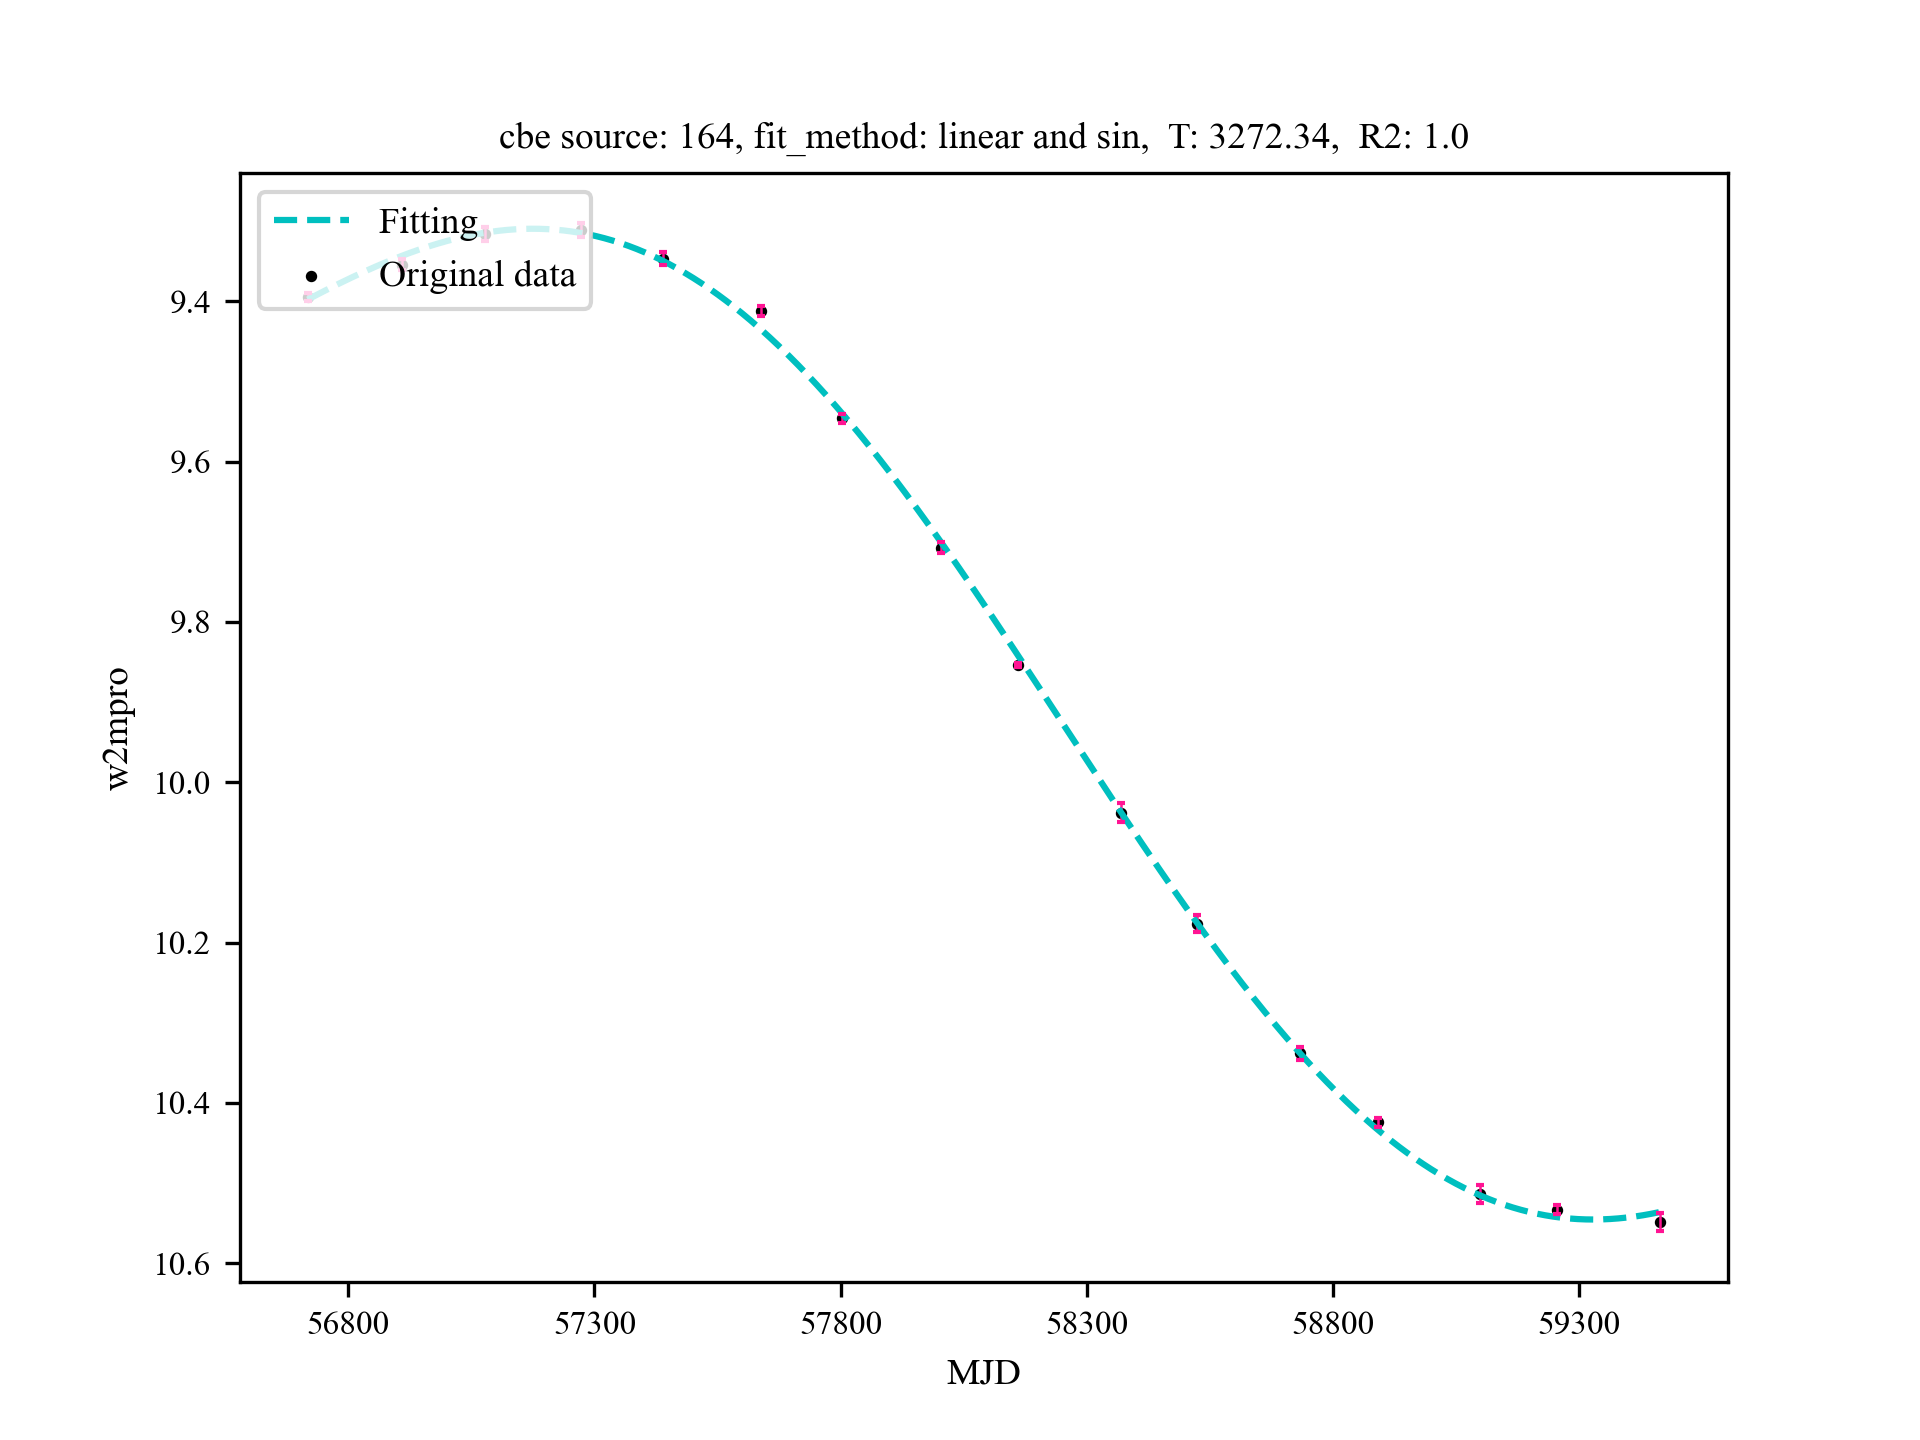 cbe source: 164, fit_method: linear and sin,  T: 3272.34,  R2: 1.0
Fitting
Original data
9.4
9.6
9.8
10.0
10.2
10.4
10.6
w2mpro
56800
57300
57800
58300
58800
59300
MJD